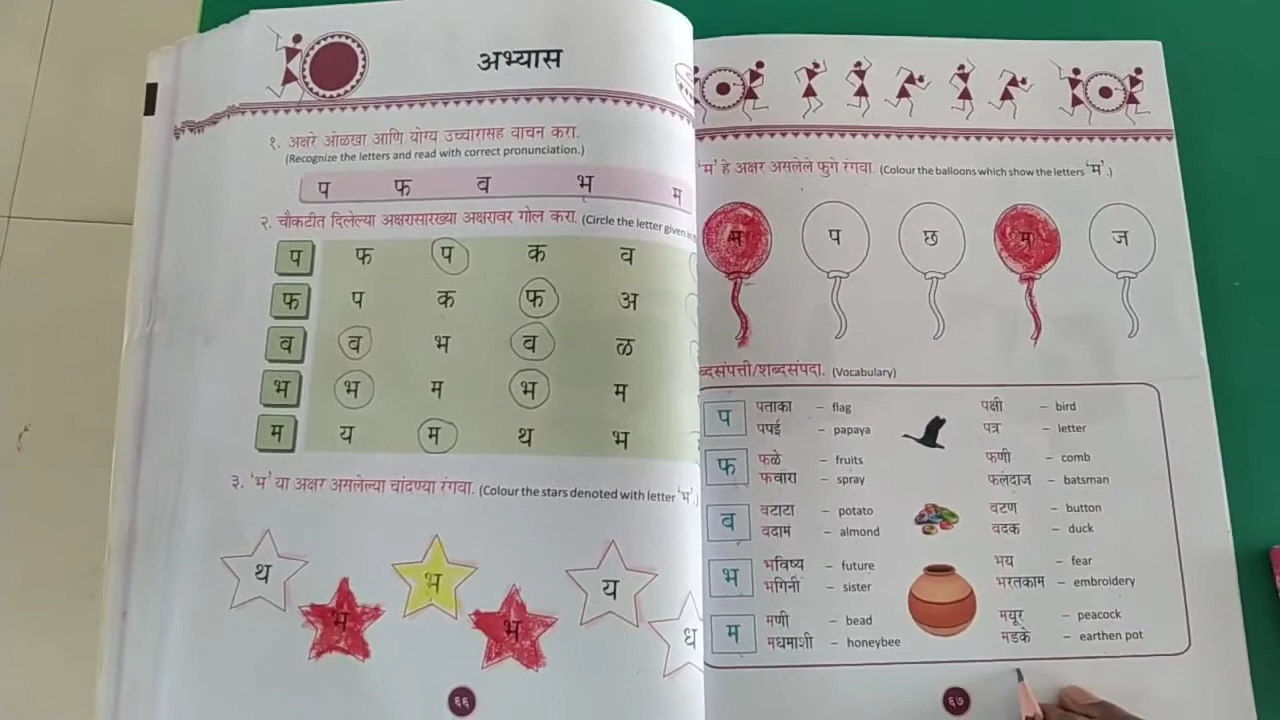 अभ्यास
१. अक्षरे ओळखा आणि योग्य उच्चारासह वाचन करा.
(Recognize the letters and read with correct pronunciation.)
प फ ब भ म
२. चौकटीत दिलेल्या अक्षरासारख्या अक्षरावर गोल करा. (Circle the letter given in
प फ प क ब
फ प क फ अ
ब ब भ ब ळ
भ भ म भ म
म य म थ भ
३. 'भ' या अक्षर असलेल्या चांदण्या रंगवा. (Colour the stars denoted with letter 'भ'.)
थ भ य
भ भ ध
६६
'म' हे अक्षर असलेले फुगे रंगवा. (Colour the balloons which show the letters 'म'.)
म प छ म ज
ब्दसंपत्ती/शब्दसंपदा. (Vocabulary)
प पताका – flag पक्षी – bird
पपई – papaya पत्र – letter
फ फळे – fruits फणी – comb
फवारा – spray फलंदाज – batsman
ब बटाटा – potato बटण – button
बदाम – almond बदक – duck
भ भविष्य – future भय – fear
भगिनी – sister भरतकाम – embroidery
म मणी – bead मयूर – peacock
मधमाशी – honeybee मडके – earthen pot
६७